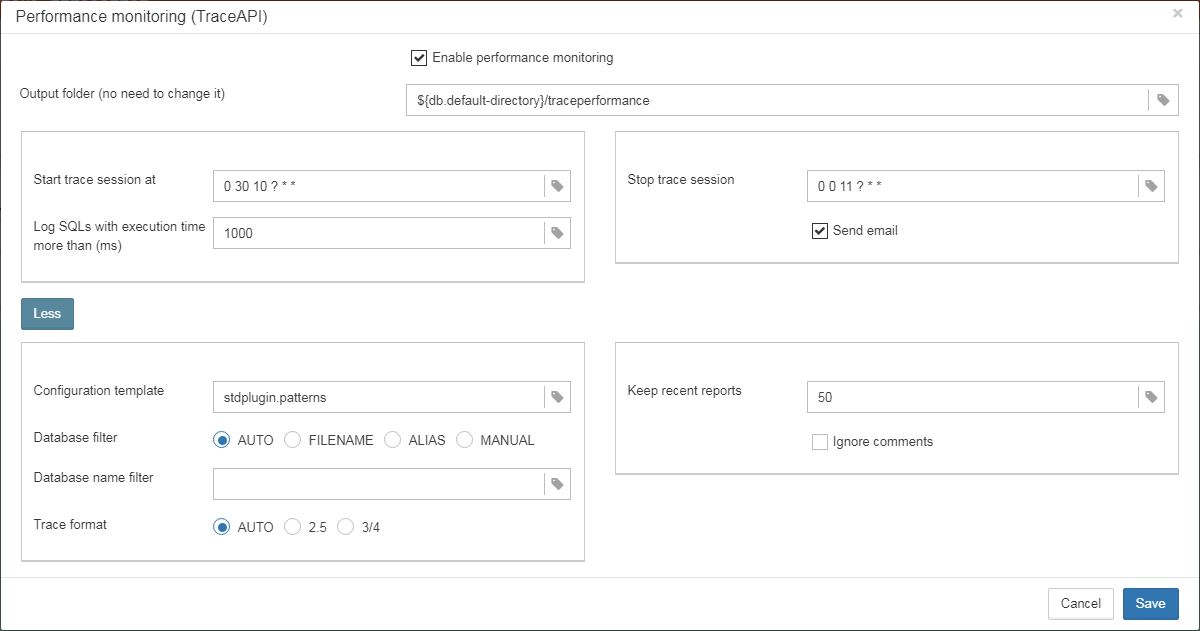 Performance monitoring (TraceAPI)
×
Enable performance monitoring
Output folder (no need to change it)
${db.default-directory}/traceperformance
Start trace session at
0 30 10 ? * *
Log SQLs with execution time
more than (ms)
1000
Stop trace session
0 0 11 ? * *
Send email
Less
Configuration template
stdplugin.patterns
Database filter
AUTO FILENAME ALIAS MANUAL
Database name filter
Trace format
AUTO 2.5 3/4
Keep recent reports
50
Ignore comments
Cancel Save